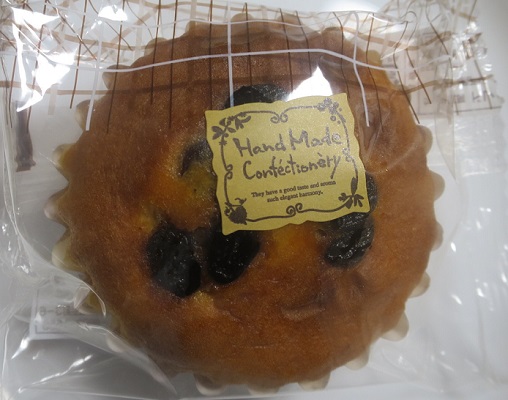 Hand Made
Confectionery
They have a good taste and aroma
such elegant harmony.